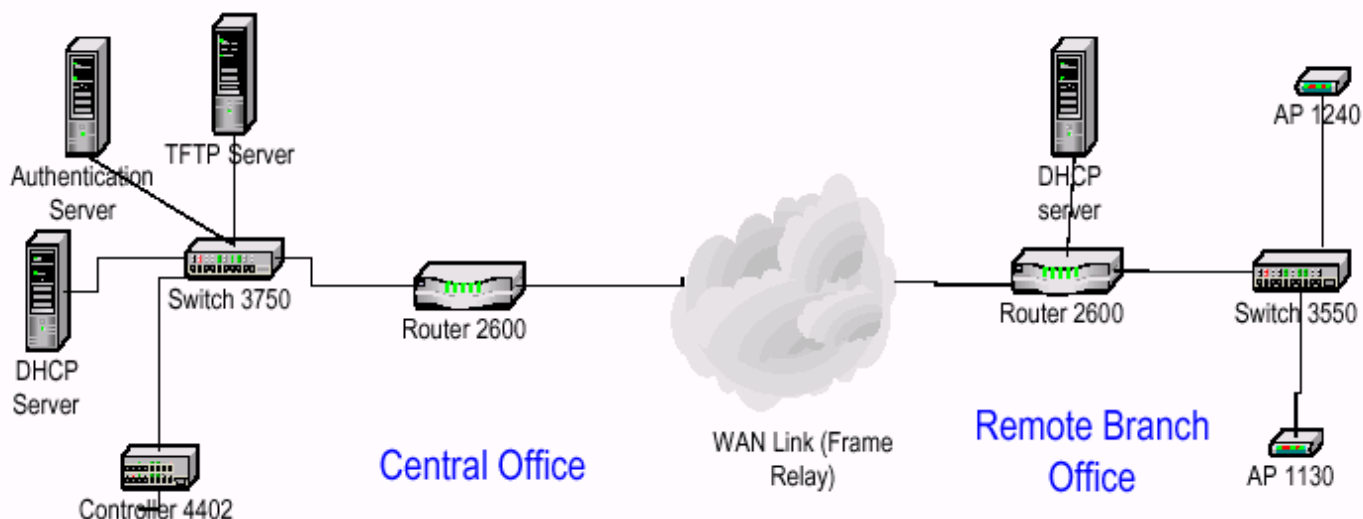 Authentication
Server
TFTP Server
DHCP
Server
Switch 3750
Controller 4402
Router 2600
Central Office
WAN Link (Frame
Relay)
DHCP
server
Router 2600
Remote Branch
Office
AP 1240
Switch 3550
AP 1130